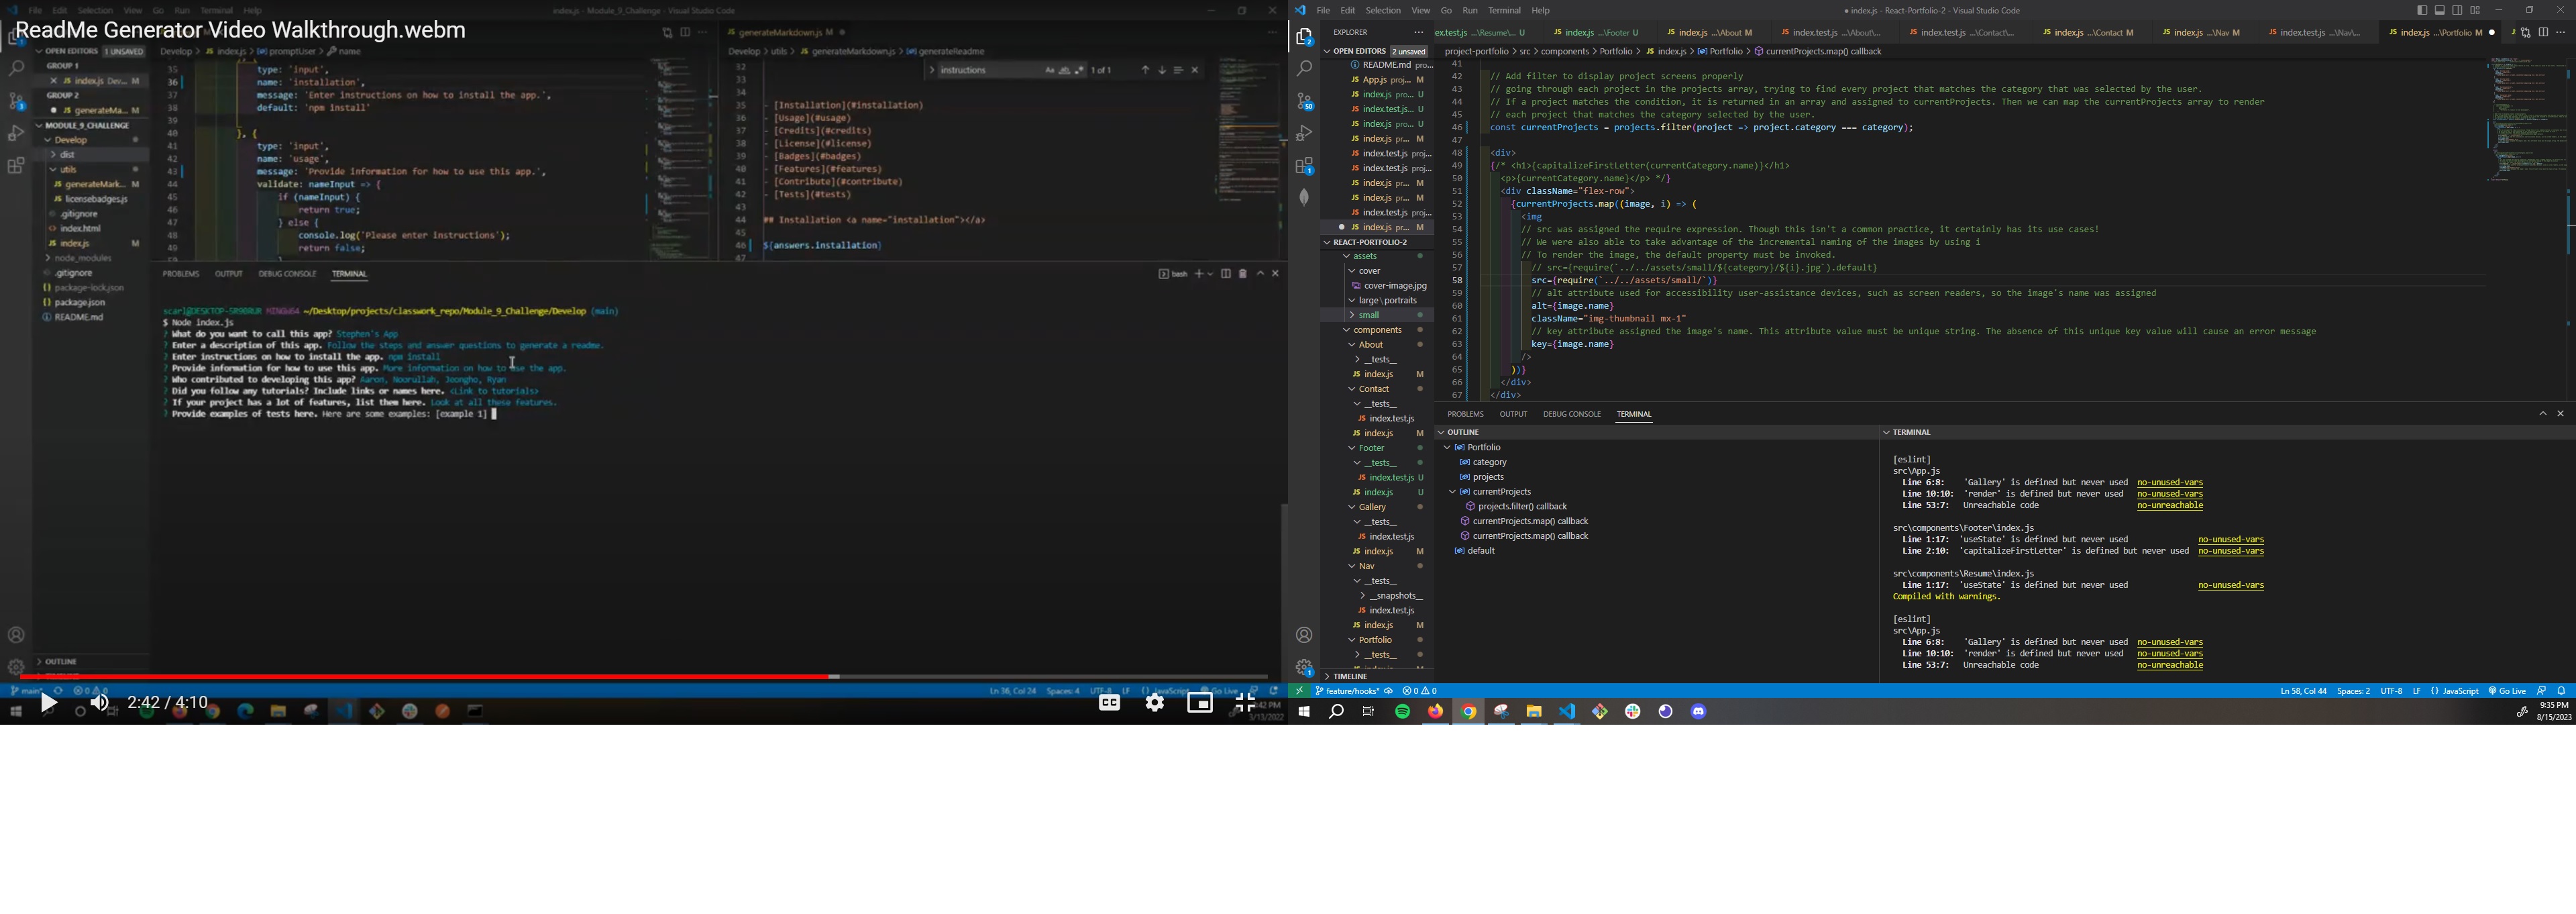 File Edit Selection View Go Run Terminal Help
index.js - Module_9_Challenge - Visual Studio Code
ReadMe Generator Video Walkthrough.webm
OPEN EDITORS 1 UNSAVED
GROUP 1
index.js Dev... M
GROUP 2
generateMa... M
MODULE_9_CHALLENGE
Develop
dist
utils
generateMark... M
licensebadges.js
.gitignore
index.html
index.js M
node_modules
.gitignore
package-lock.json
package.json
README.md
OUTLINE
Develop > index.js > promptUser > name
35 type: 'input',
36 name: 'installation',
37 message: 'Enter instructions on how to install the app.',
38 default: 'npm install'
39
40 }, {
41 type: 'input',
42 name: 'usage',
43 message: 'Provide information for how to use this app.',
44 validate: nameInput => {
45 if (nameInput) {
46 return true;
47 } else {
48 console.log('Please enter instructions');
49 return false;
generateMarkdown.js M
Develop > utils > generateMarkdown.js > generateReadme
instructions
1 of 1
32
33
34
35 - [Installation](#installation)
36 - [Usage](#usage)
37 - [Credits](#credits)
38 - [License](#license)
39 - [Badges](#badges)
40 - [Features](#features)
41 - [Contribute](#contribute)
42 - [Tests](#tests)
43
44 ## Installation <a name="installation"></a>
45
46 ${answers.installation}
47
PROBLEMS OUTPUT DEBUG CONSOLE TERMINAL
bash
scarl@DESKTOP-SR90RUR MINGW64 ~/Desktop/projects/classwork_repo/Module_9_Challenge/Develop (main)
$ Node index.js
? What do you want to call this app? Stephen's App
? Enter a description of this app. Follow the steps and answer questions to generate a readme.
? Enter instructions on how to install the app. npm install
? Provide information for how to use this app. More information on how to use the app.
? Who contributed to developing this app? Aaron, Noorullah, Jeongho, Ryan
? Did you follow any tutorials? Include links or names here. <Link to tutorials>
? If your project has a lot of features, list them here. Look at all these features.
? Provide examples of tests here. Here are some examples: [example 1]
main* 0 0
Ln 36, Col 24 Spaces: 4 UTF-8 LF {} JavaScript Go Live
2:42 / 4:10
CC
5/13/2022
File Edit Selection View Go Run Terminal Help
● index.js - React-Portfolio-2 - Visual Studio Code
EXPLORER
OPEN EDITORS 2 unsaved
README.md pro...
App.js proj... M
index.js pro... U
index.test.js... U
index.js pro... U
index.js pr... M
index.test.js proj...
index.test.js proj...
index.js pr... M
index.js pr... M
index.test.js proj...
index.js pr... M
REACT-PORTFOLIO-2
assets
cover
cover-image.jpg
large \ portraits
small
components
About
__tests__
index.js M
Contact
__tests__
index.test.js
index.js M
Footer
__tests__
index.test.js U
index.js U
Gallery
__tests__
index.test.js
index.js M
Nav
__tests__
__snapshots__
index.test.js
index.js M
Portfolio
__tests__
TIMELINE
ex.test.js ...\Resume\... U
index.js ...\Footer U
index.js ...\About M
index.test.js ...\About\...
index.test.js ...\Contact\...
index.js ...\Contact M
index.js ...\Nav M
index.test.js ...\Nav\...
index.js ...\Portfolio M
project-portfolio > src > components > Portfolio > index.js > Portfolio > currentProjects.map() callback
41
42 // Add filter to display project screens properly
43 // going through each project in the projects array, trying to find every project that matches the category that was selected by the user.
44 // If a project matches the condition, it is returned in an array and assigned to currentProjects. Then we can map the currentProjects array to render
45 // each project that matches the category selected by the user.
46 const currentProjects = projects.filter(project => project.category === category);
47
48 <div>
49 {/* <h1>{capitalizeFirstLetter(currentCategory.name)}</h1>
50 <p>{currentCategory.name}</p> */}
51 <div className="flex-row">
52 {currentProjects.map((image, i) => (
53 <img
54 // src was assigned the require expression. Though this isn't a common practice, it certainly has its use cases!
55 // We were also able to take advantage of the incremental naming of the images by using i
56 // To render the image, the default property must be invoked.
57 // src={require(`../../assets/small/${category}/${i}.jpg`).default}
58 src={require(`../../assets/small/`)}
59 // alt attribute used for accessibility user-assistance devices, such as screen readers, so the image's name was assigned
60 alt={image.name}
61 className="img-thumbnail mx-1"
62 // key attribute assigned the image's name. This attribute value must be unique string. The absence of this unique key value will cause an error message
63 key={image.name}
64 />
65 ))}
66 </div>
67 </div>
PROBLEMS OUTPUT DEBUG CONSOLE TERMINAL
OUTLINE
Portfolio
category
projects
currentProjects
projects.filter() callback
currentProjects.map() callback
currentProjects.map() callback
default
TERMINAL
[eslint]
src\App.js
Line 6:8: 'Gallery' is defined but never used no-unused-vars
Line 10:10: 'render' is defined but never used no-unused-vars
Line 53:7: Unreachable code no-unreachable
src\components\Footer\index.js
Line 1:17: 'useState' is defined but never used no-unused-vars
Line 2:10: 'capitalizeFirstLetter' is defined but never used no-unused-vars
src\components\Resume\index.js
Line 1:17: 'useState' is defined but never used no-unused-vars
Compiled with warnings.
[eslint]
src\App.js
Line 6:8: 'Gallery' is defined but never used no-unused-vars
Line 10:10: 'render' is defined but never used no-unused-vars
Line 53:7: Unreachable code no-unreachable
feature/hooks* 0 0
Ln 58, Col 44 Spaces: 2 UTF-8 LF {} JavaScript Go Live
9:35 PM
8/15/2023